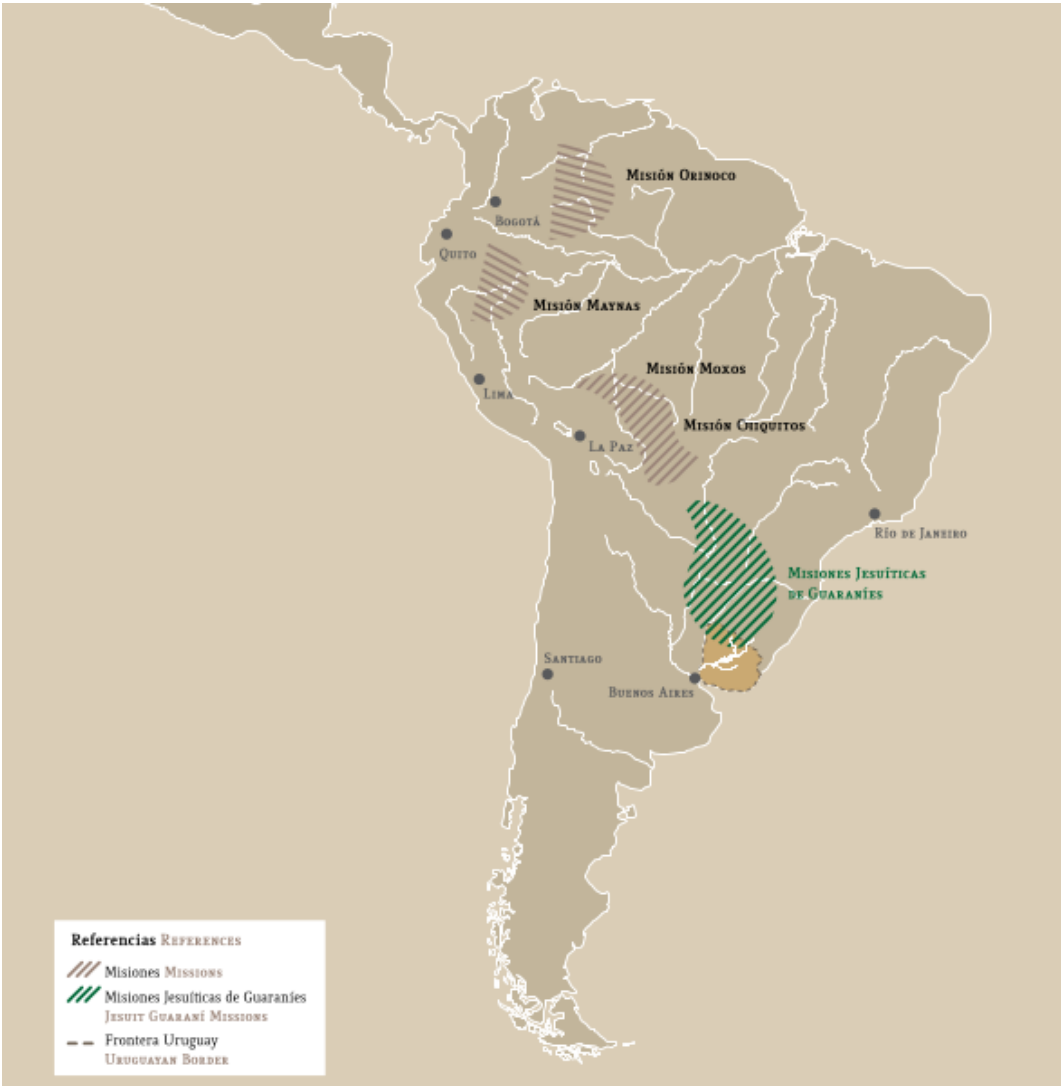 Misión Orinoco
Bogotá
Quito
Misión Maynas
Misión Moxos
Lima
Misión Chiquitos
La Paz
Río de Janeiro
Misiones Jesuíticas
de Guaraníes
Santiago
Buenos Aires
Referencias References
Misiones Missions
Misiones Jesuíticas de Guaraníes
Jesuit Guaraní Missions
Frontera Uruguay
Uruguayan Border